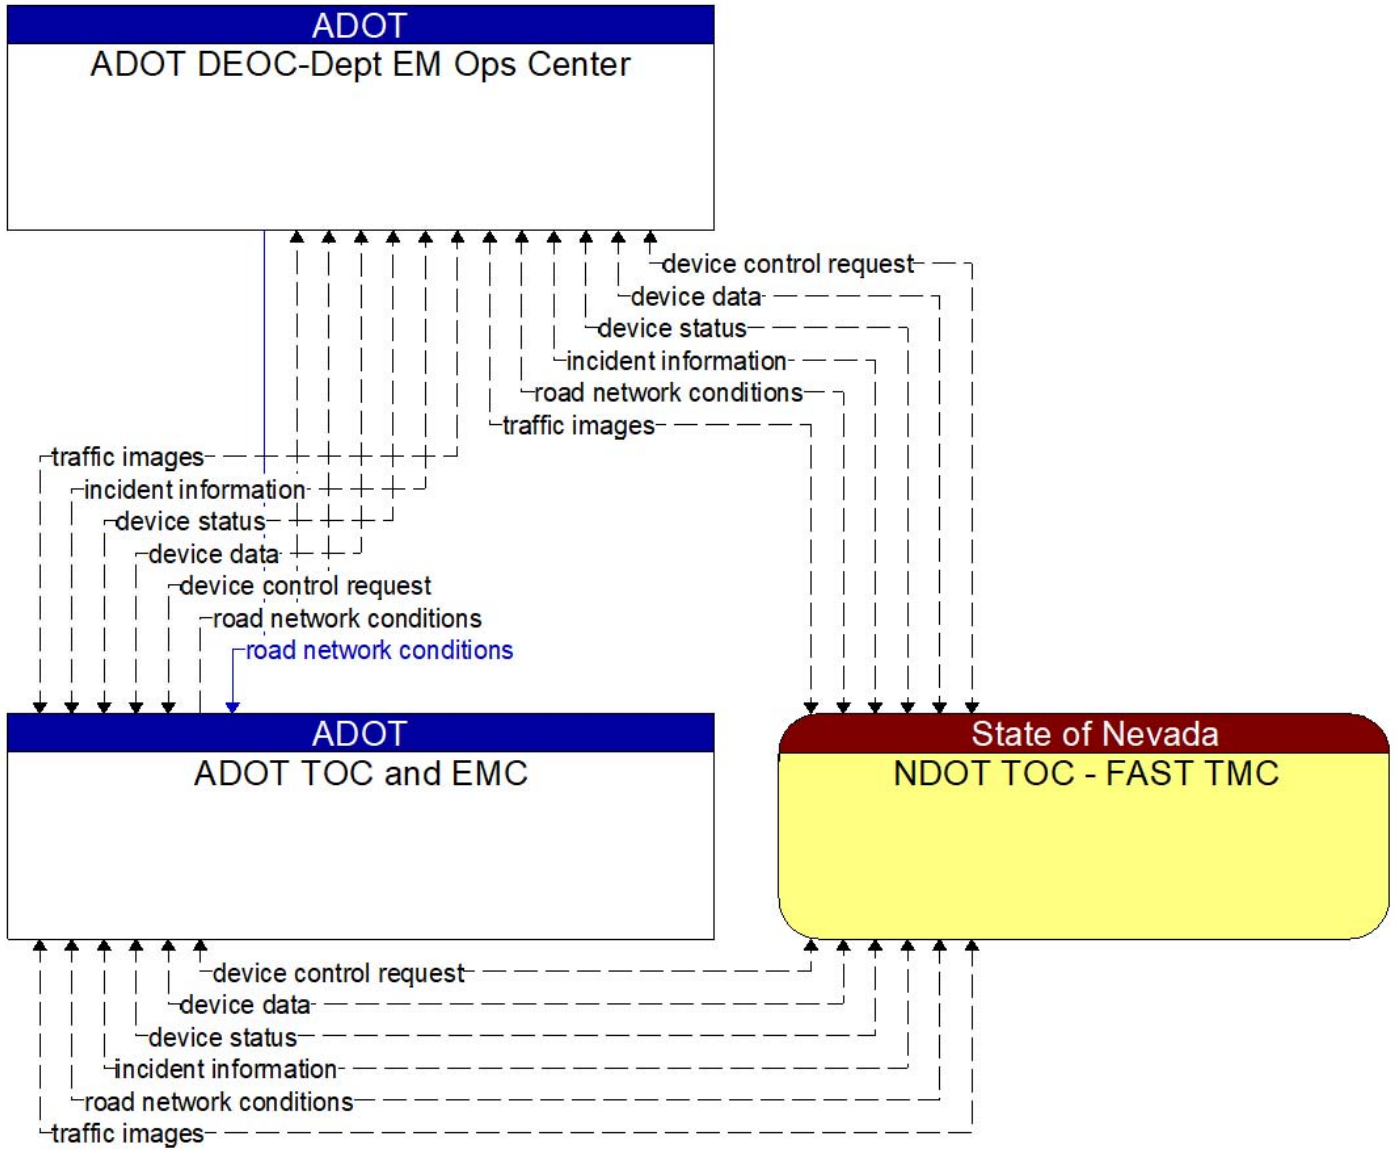 ADOT
ADOT DEOC-Dept EM Ops Center
device control request
device data
device status
incident information
road network conditions
traffic images
traffic images
incident information
device status
device data
device control request
road network conditions
road network conditions
ADOT
ADOT TOC and EMC
State of Nevada
NDOT TOC - FAST TMC
device control request
device data
device status
incident information
road network conditions
traffic images